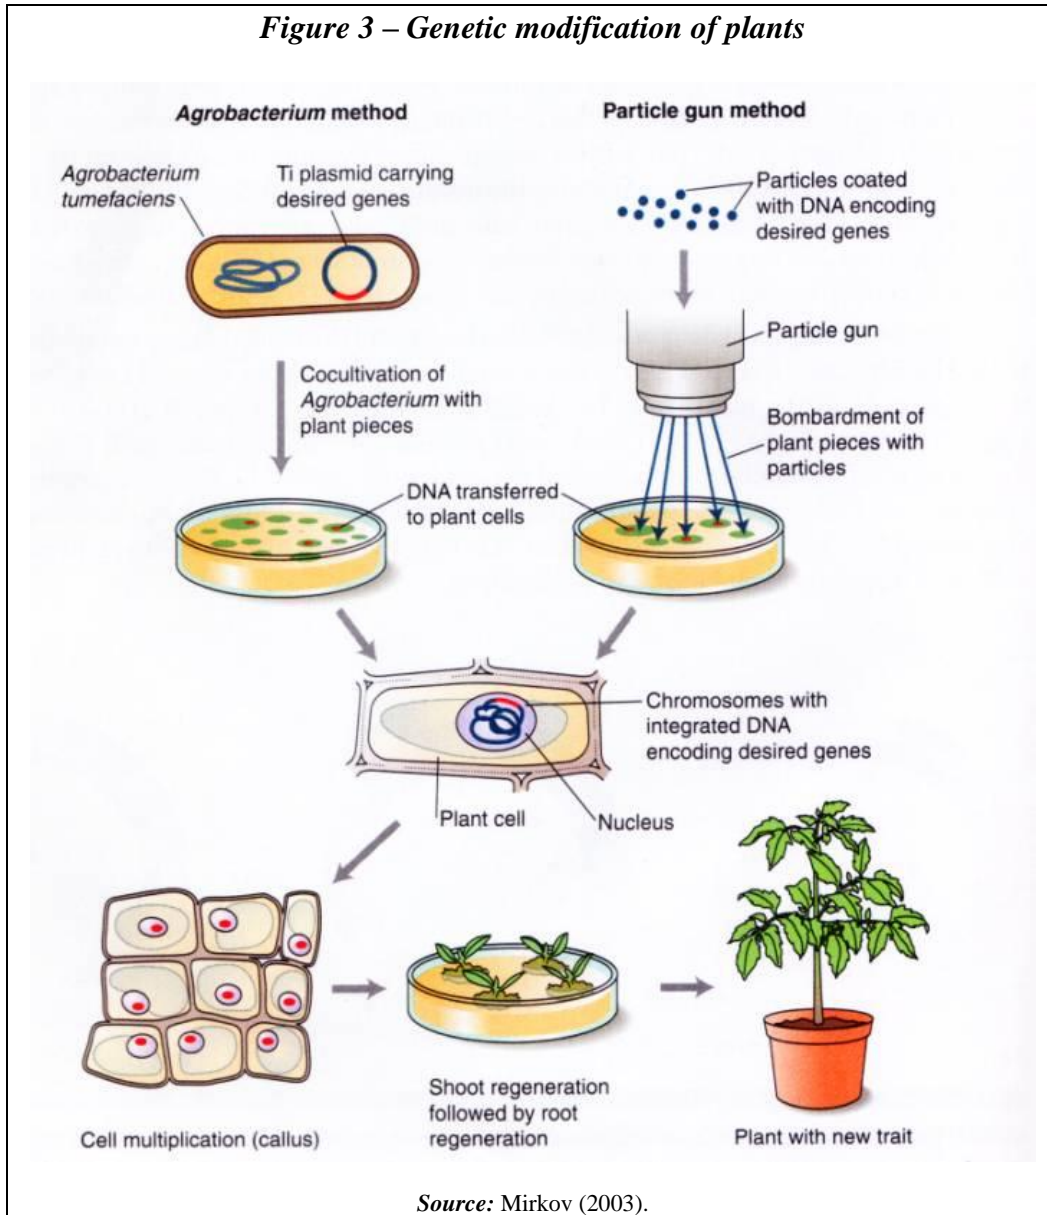 Figure 3 – Genetic modification of plants
Agrobacterium method
Agrobacterium
tumefaciens
Ti plasmid carrying
desired genes
Cocultivation of
Agrobacterium with
plant pieces
Particle gun method
Particles coated
with DNA encoding
desired genes
Particle gun
Bombardment of
plant pieces with
particles
DNA transferred
to plant cells
Chromosomes with
integrated DNA
encoding desired genes
Plant cell
Nucleus
Cell multiplication (callus)
Shoot regeneration
followed by root
regeneration
Plant with new trait
Source: Mirkov (2003).